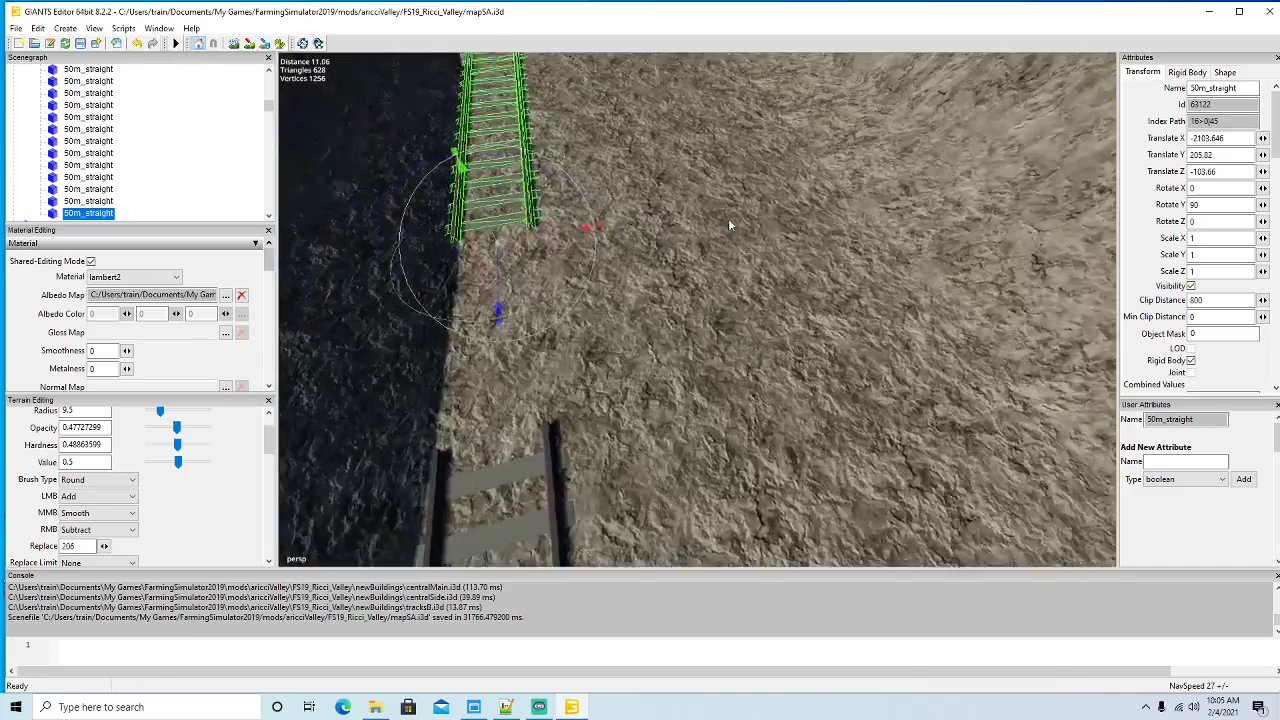 GIANTS Editor 64bit 8.2.2 - C:/Users/train/Documents/My Games/FarmingSimulator2019/mods/aricciValley/FS19_Ricci_Valley/mapSA.i3d
File Edit Create View Scripts Window Help
Scenegraph
50m_straight
50m_straight
50m_straight
50m_straight
50m_straight
50m_straight
50m_straight
50m_straight
50m_straight
50m_straight
50m_straight
50m_straight
50m_straight
Material Editing
Material
Shared-Editing Mode
Material lambert2
Albedo Map C:/Users/train/Documents/My Gam ...
Albedo Color 0 0 0 ...
Gloss Map ...
Smoothness 0
Metalness 0
Normal Map ...
Terrain Editing
Radius 9.5
Opacity 0.47727299
Hardness 0.48863599
Value 0.5
Brush Type Round
LMB Add
MMB Smooth
RMB Subtract
Replace 206
Replace Limit None
Distance 11.06
Triangles 628
Vertices 1256
persp
Attributes
Transform Rigid Body Shape
Name 50m_straight
Id 63122
Index Path 16>0|45
Translate X -2103.646
Translate Y 205.82
Translate Z -103.66
Rotate X 0
Rotate Y 90
Rotate Z 0
Scale X 1
Scale Y 1
Scale Z 1
Visibility
Clip Distance 800
Min Clip Distance 0
Object Mask 0
LOD
Rigid Body
Joint
Combined Values
User Attributes
Name 50m_straight
Add New Attribute
Name
Type boolean Add
Console
C:\Users\train\Documents\My Games\FarmingSimulator2019\mods\aricciValley\FS19_Ricci_Valley\newBuildings\centralMain.i3d (113.70 ms)
C:\Users\train\Documents\My Games\FarmingSimulator2019\mods\aricciValley\FS19_Ricci_Valley\newBuildings\centralSide.i3d (39.89 ms)
C:\Users\train\Documents\My Games\FarmingSimulator2019\mods\aricciValley\FS19_Ricci_Valley\newBuildings\tracksB.i3d (13.87 ms)
Scenefile 'C:/Users/train/Documents/My Games/FarmingSimulator2019/mods/aricciValley/FS19_Ricci_Valley/mapSA.i3d' saved in 31766.479200 ms.
1
Ready
NavSpeed 27 +/-
Type here to search
10:05 AM
2/4/2021